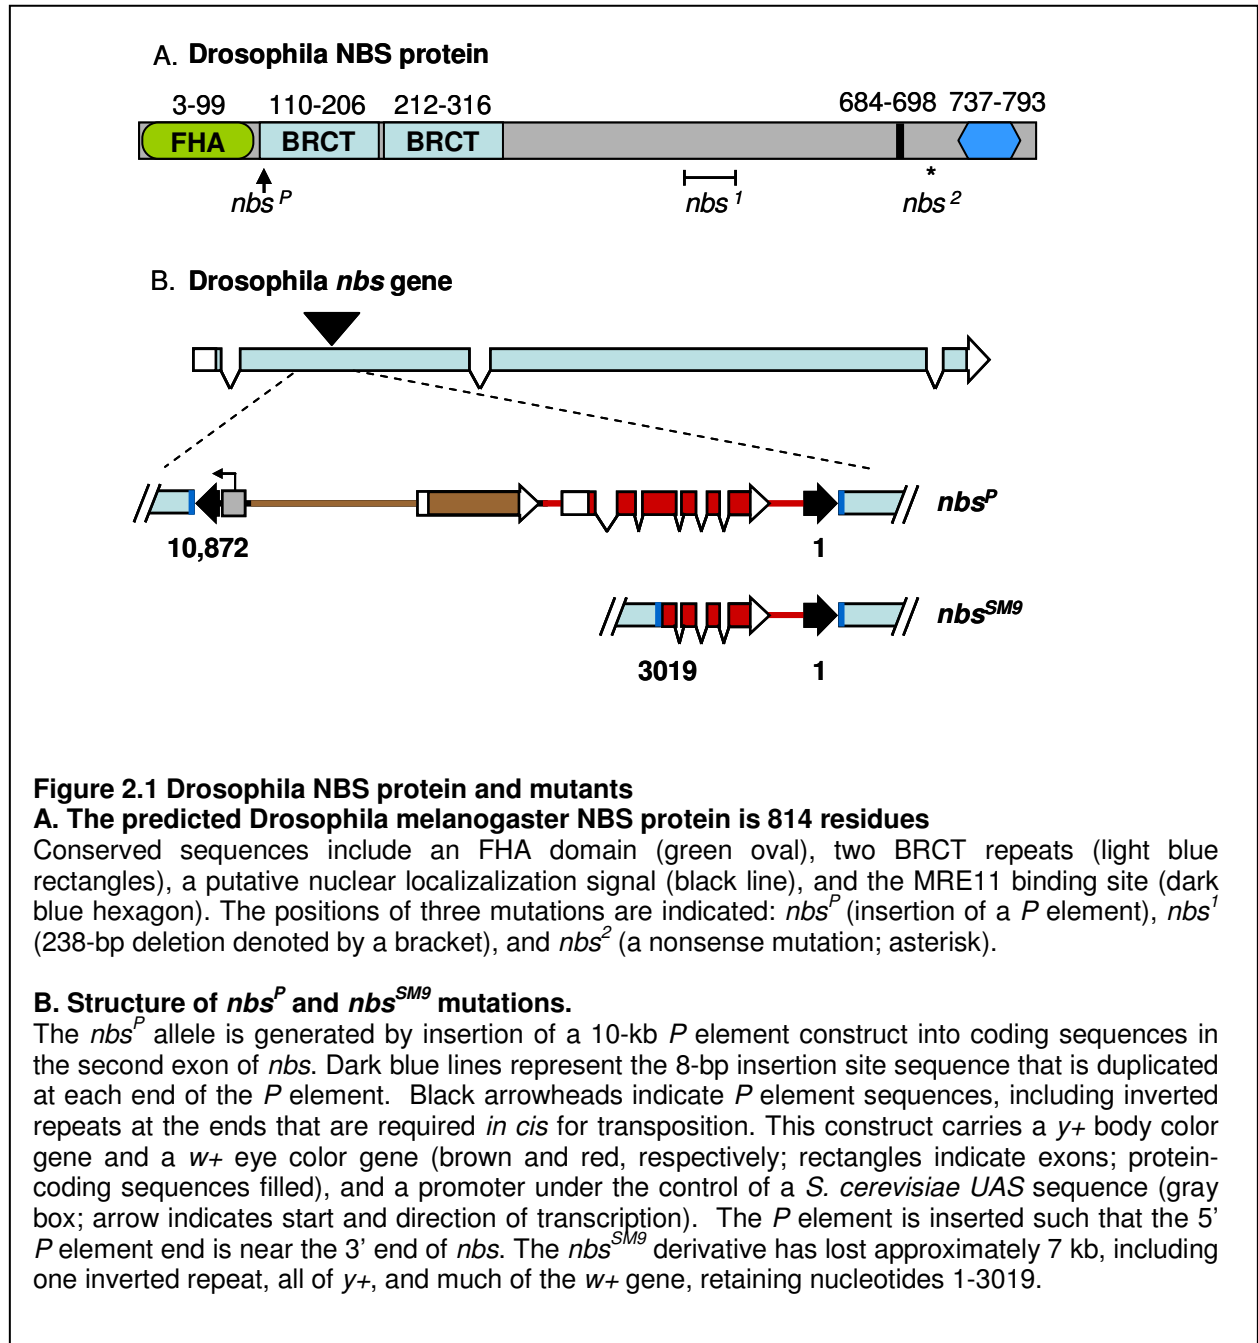 A. Drosophila NBS protein
3-99 110-206 212-316 684-698 737-793
FHA BRCT BRCT
*
nbs P nbs 1 nbs 2
B. Drosophila nbs gene
nbsP
10,872 1
nbsSM9
3019 1
Figure 2.1 Drosophila NBS protein and mutants
A. The predicted Drosophila melanogaster NBS protein is 814 residues
Conserved sequences include an FHA domain (green oval), two BRCT repeats (light blue
rectangles), a putative nuclear localizalization signal (black line), and the MRE11 binding site (dark
blue hexagon). The positions of three mutations are indicated: nbsP (insertion of a P element), nbs1
(238-bp deletion denoted by a bracket), and nbs2 (a nonsense mutation; asterisk).
B. Structure of nbsP and nbsSM9 mutations.
The nbsP allele is generated by insertion of a 10-kb P element construct into coding sequences in
the second exon of nbs. Dark blue lines represent the 8-bp insertion site sequence that is duplicated
at each end of the P element. Black arrowheads indicate P element sequences, including inverted
repeats at the ends that are required in cis for transposition. This construct carries a y+ body color
gene and a w+ eye color gene (brown and red, respectively; rectangles indicate exons; protein-
coding sequences filled), and a promoter under the control of a S. cerevisiae UAS sequence (gray
box; arrow indicates start and direction of transcription). The P element is inserted such that the 5'
P element end is near the 3' end of nbs. The nbsSM9 derivative has lost approximately 7 kb, including
one inverted repeat, all of y+, and much of the w+ gene, retaining nucleotides 1-3019.